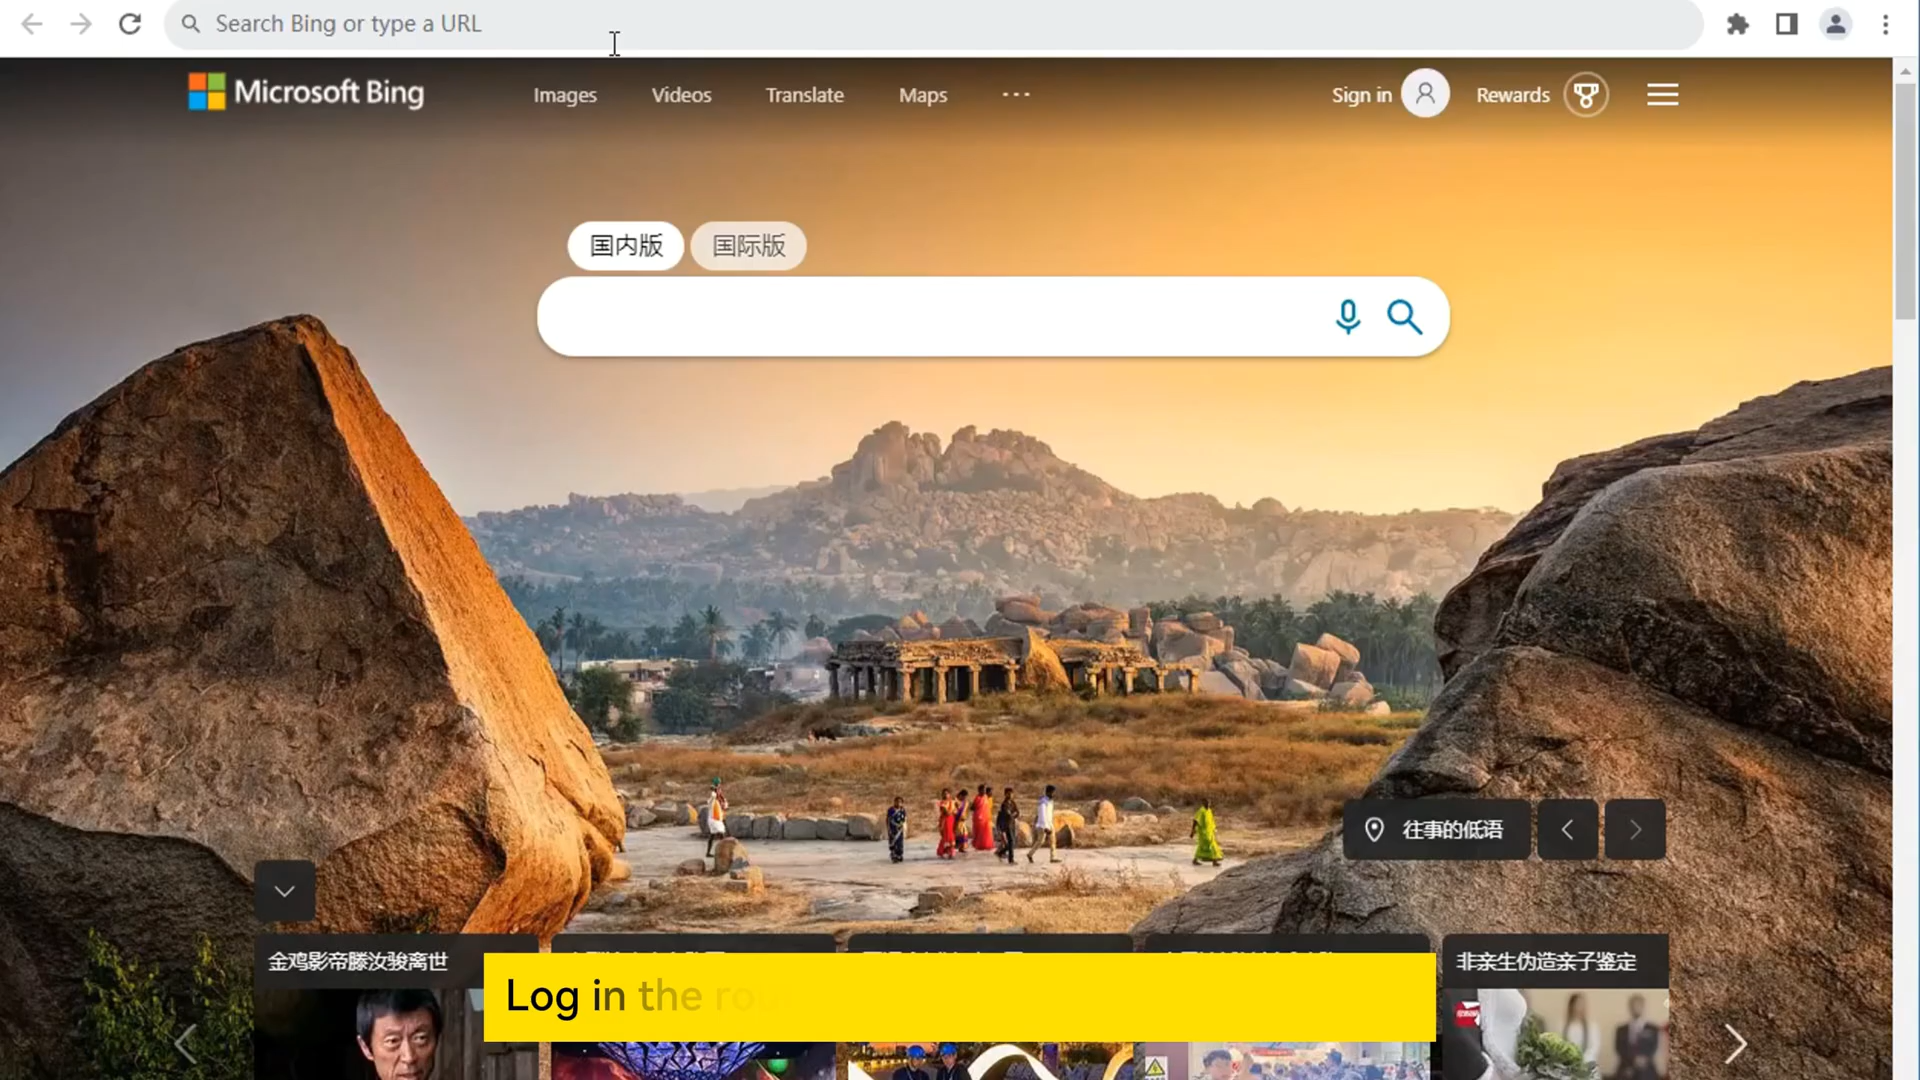 Search Bing or type a URL
Microsoft Bing
Images
Videos
Translate
Maps
Sign in
Rewards
国内版
国际版
往事的低语
金鸡影帝滕汝骏离世
非亲生伪造亲子鉴定
Log in the